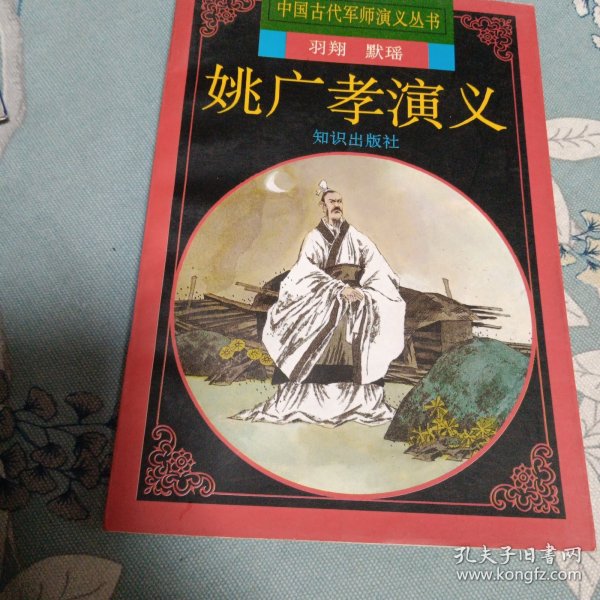 中国古代军师演义丛书
羽翔 默瑶
姚广孝演义
知识出版社
孔夫子旧书网
www.kongfz.com